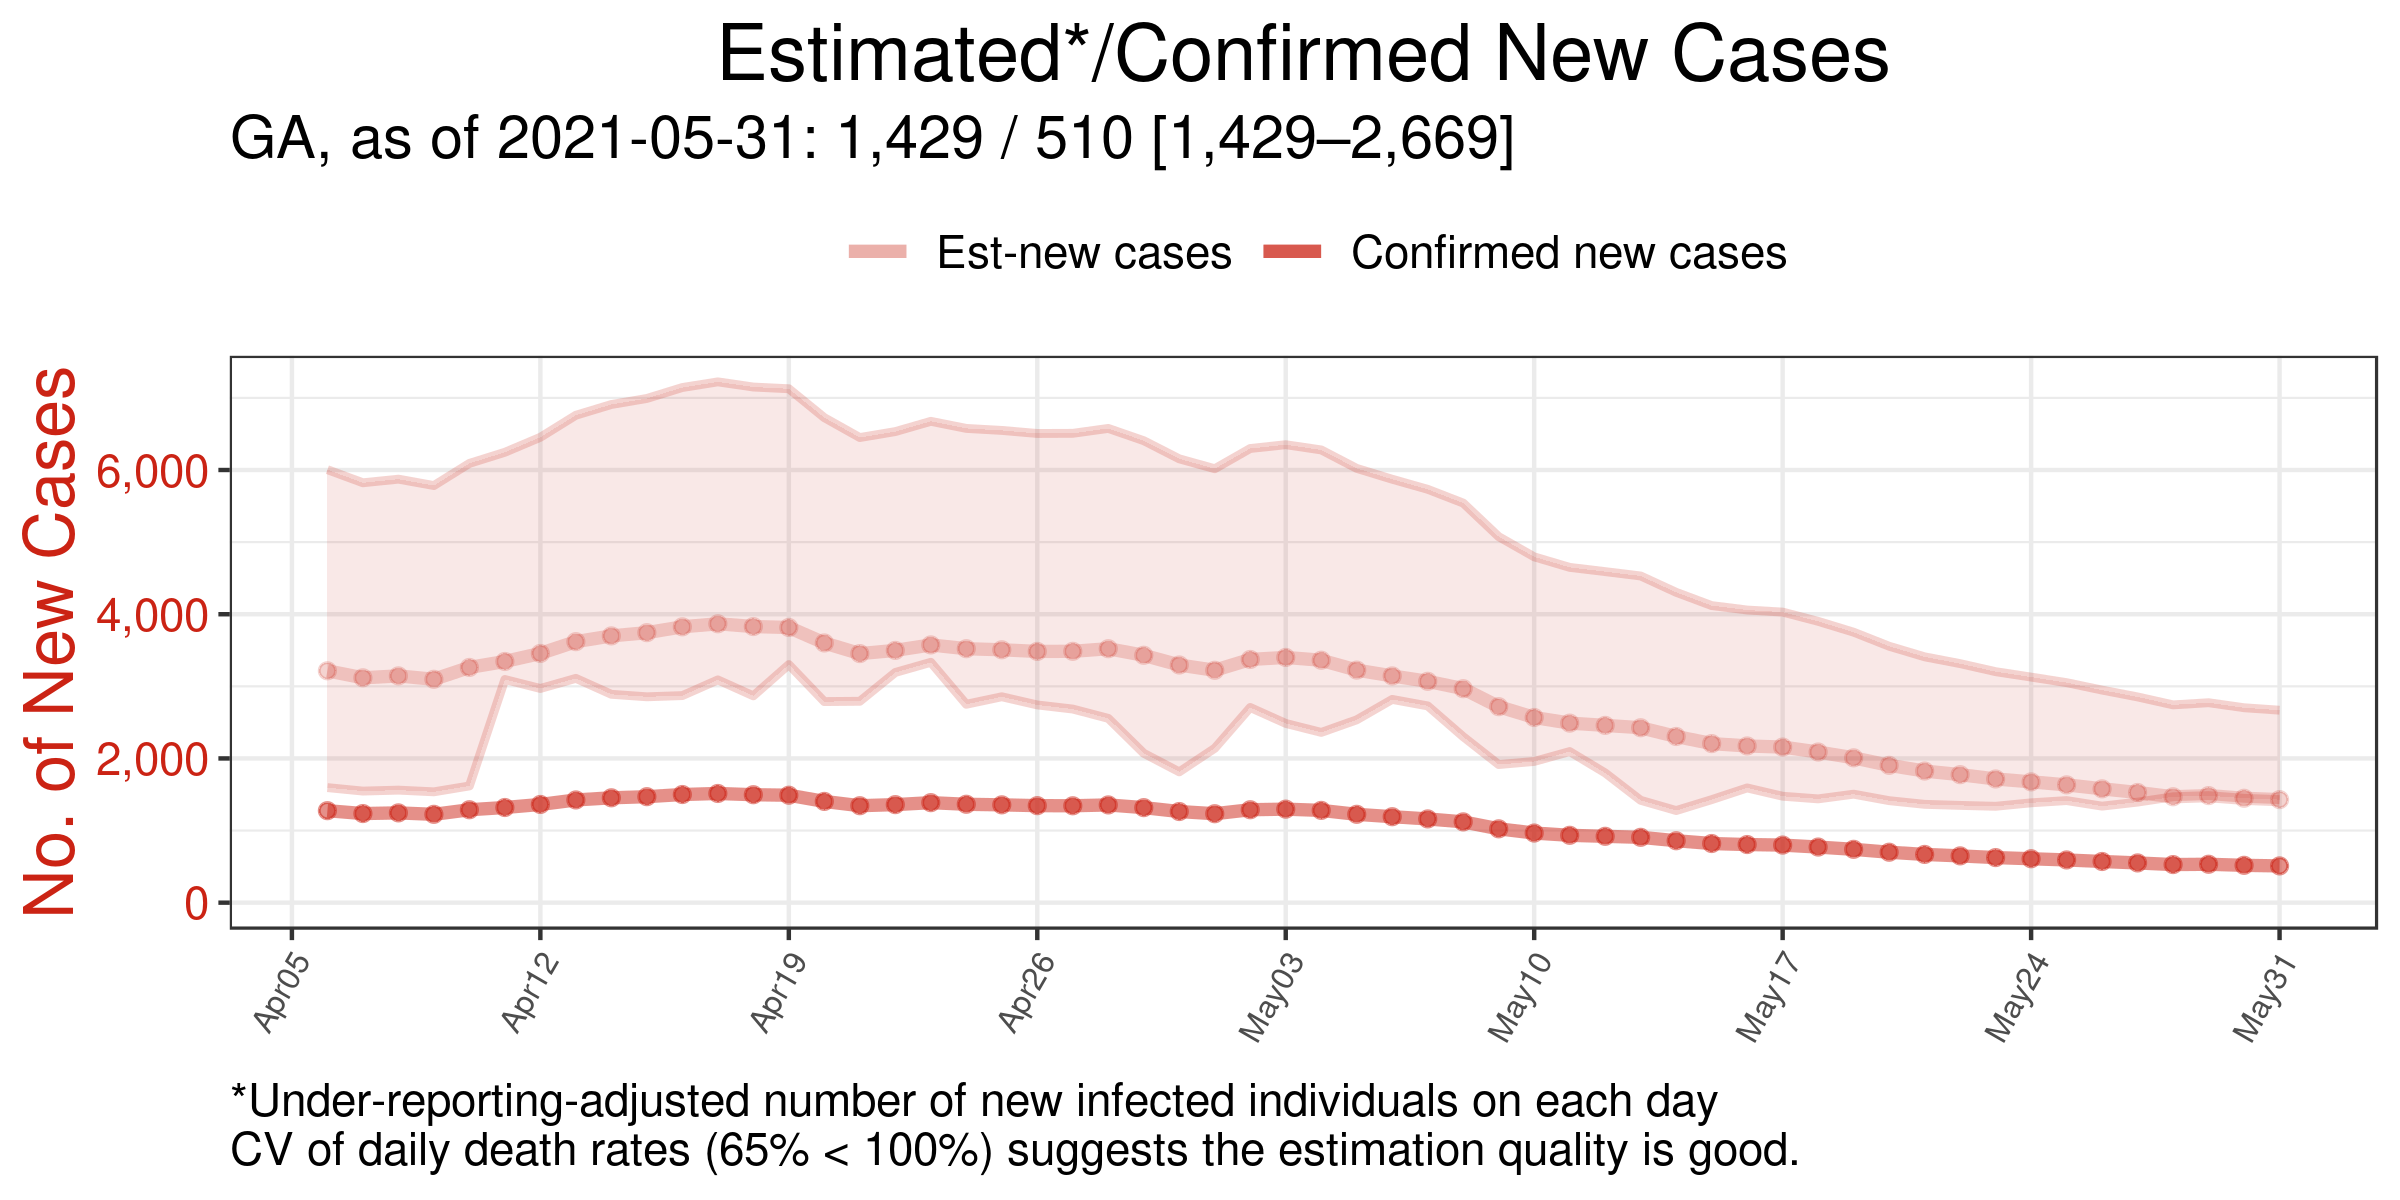 Estimated*/Confirmed New Cases
GA, as of 2021-05-31: 1,429 / 510 [1,429–2,669]
Est-new cases
Confirmed new cases
No. of New Cases
6,000
4,000
2,000
0
Apr05
Apr12
Apr19
Apr26
May03
May10
May17
May24
May31
*Under-reporting-adjusted number of new infected individuals on each day
CV of daily death rates (65% < 100%) suggests the estimation quality is good.